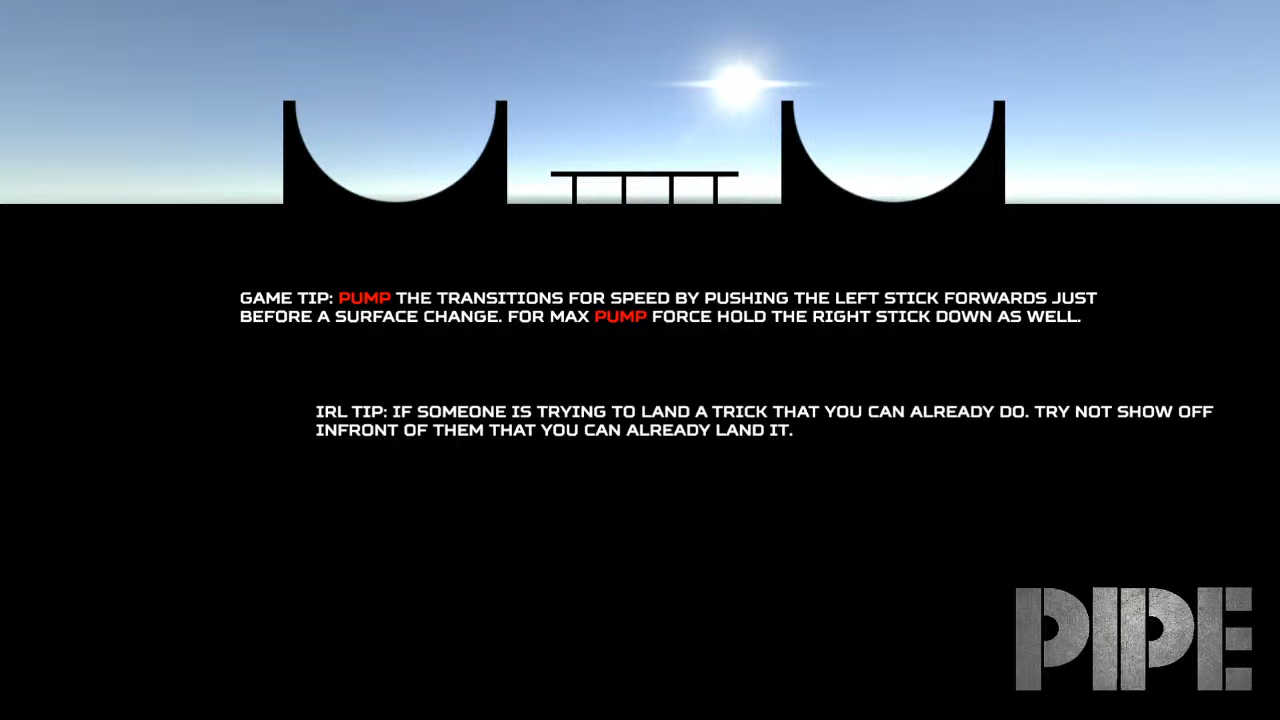 GAME TIP: PUMP THE TRANSITIONS FOR SPEED BY PUSHING THE LEFT STICK FORWARDS JUST
BEFORE A SURFACE CHANGE. FOR MAX PUMP FORCE HOLD THE RIGHT STICK DOWN AS WELL.
IRL TIP: IF SOMEONE IS TRYING TO LAND A TRICK THAT YOU CAN ALREADY DO. TRY NOT SHOW OFF
INFRONT OF THEM THAT YOU CAN ALREADY LAND IT.
PIPE